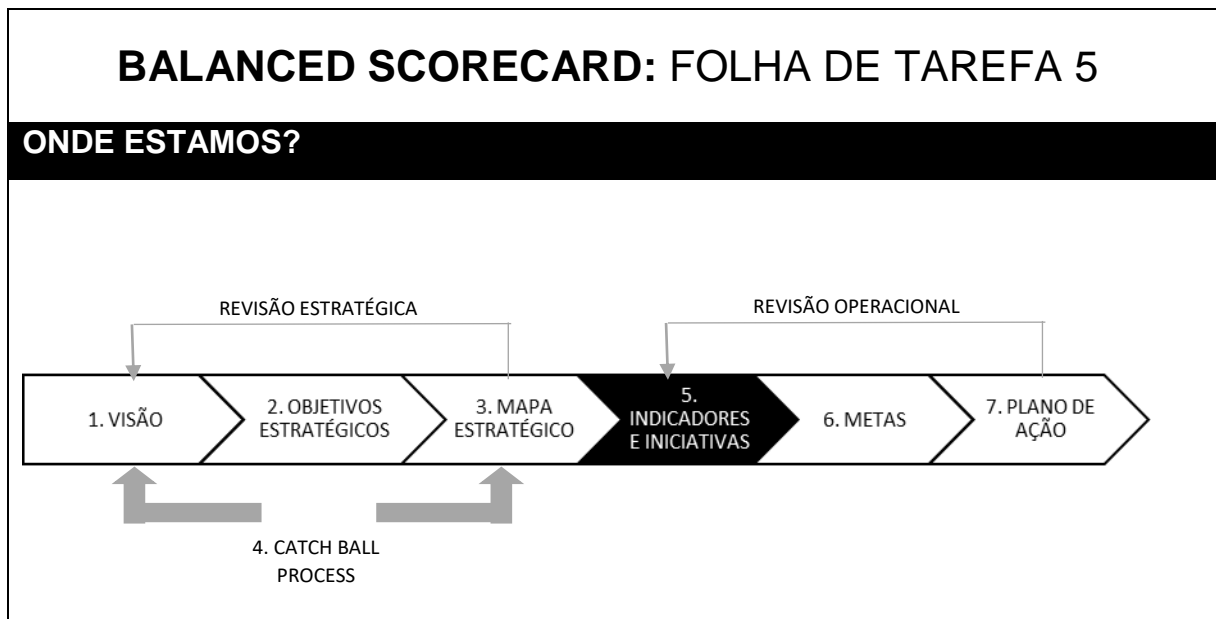 BALANCED SCORECARD: FOLHA DE TAREFA 5
ONDE ESTAMOS?
REVISÃO ESTRATÉGICA
REVISÃO OPERACIONAL
1. VISÃO
2. OBJETIVOS
ESTRATÉGICOS
3. MAPA
ESTRATÉGICO
5.
INDICADORES
E INICIATIVAS
6. METAS
7. PLANO DE
AÇÃO
4. CATCH BALL
PROCESS